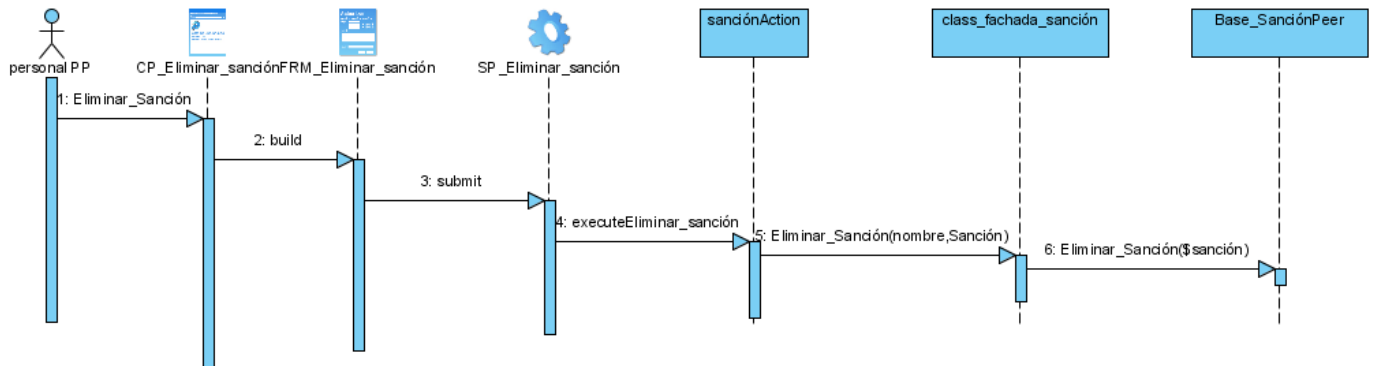 sanciónAction
class_fachada_sanción
Base_SanciónPeer
personal PP
CP_Eliminar_sanción
FRM_Eliminar_sanción
SP_Eliminar_sanción
1: Eliminar_Sanción
2: build
3: submit
4: executeEliminar_sanción
5: Eliminar_Sanción(nombre,Sanción)
6: Eliminar_Sanción($sanción)